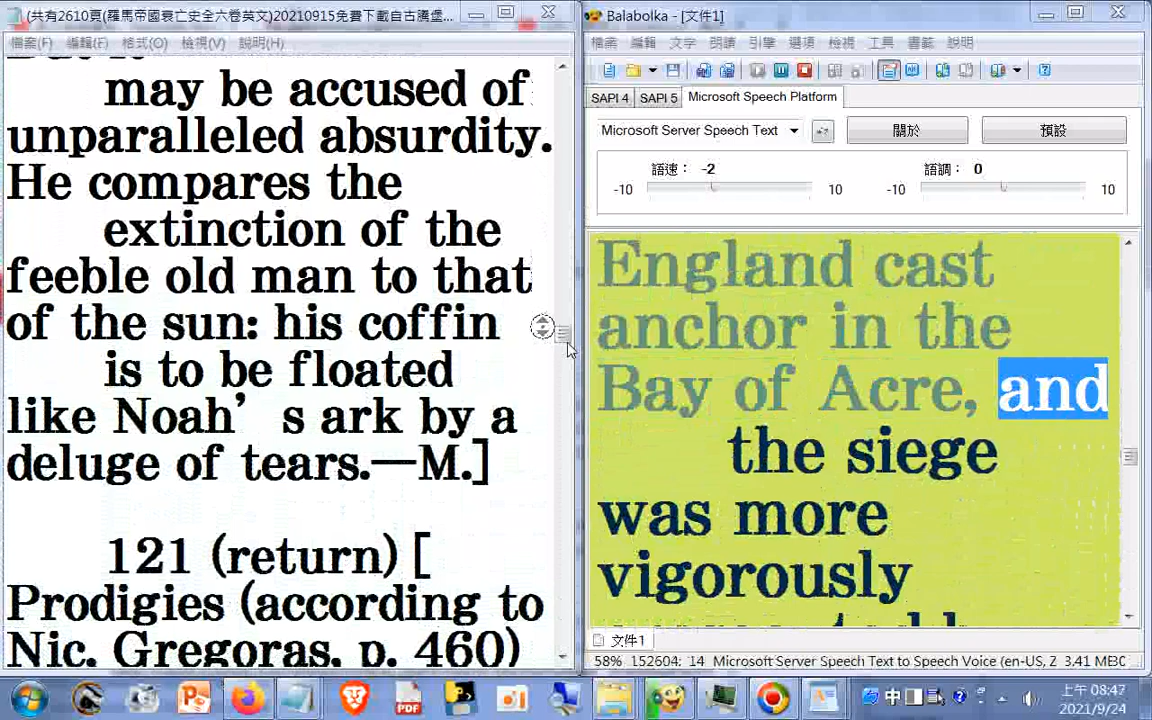 (共有2610頁(羅馬帝國衰亡史全六卷英文)20210915免費下載自古騰堡...
檔案(F) 編輯(E) 格式(O) 檢視(V) 說明(H)
may be accused of
unparalleled absurdity.
He compares the
extinction of the
feeble old man to that
of the sun: his coffin
is to be floated
like Noah’s ark by a
deluge of tears.—M.]
121 (return) [
Prodigies (according to
Nic. Gregoras, p. 460)
Balabolka - [文件1]
檔案 編輯 文字 朗讀 引擎 選項 檢視 工具 書籤 說明
SAPI 4 SAPI 5 Microsoft Speech Platform
Microsoft Server Speech Text 關於 預設
語速： -2 語調： 0
-10 10 -10 10
England cast
anchor in the
Bay of Acre, and
the siege
was more
vigorously
文件1
58% 152604: 14 Microsoft Server Speech Text to Speech Voice (en-US, Z 3.41 MB
中 上午 08:47
2021/9/24